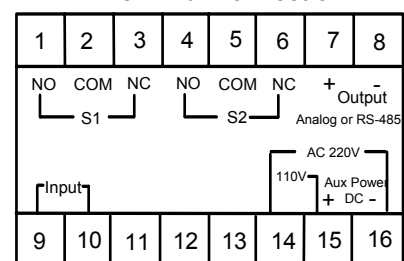 1 2 3 4 5 6 7 8
NO COM NC NO COM NC + -
Output
S1 S2
Analog or RS-485
AC 220V
110V
Aux Power
Input
+ DC -
9 10 11 12 13 14 15 16